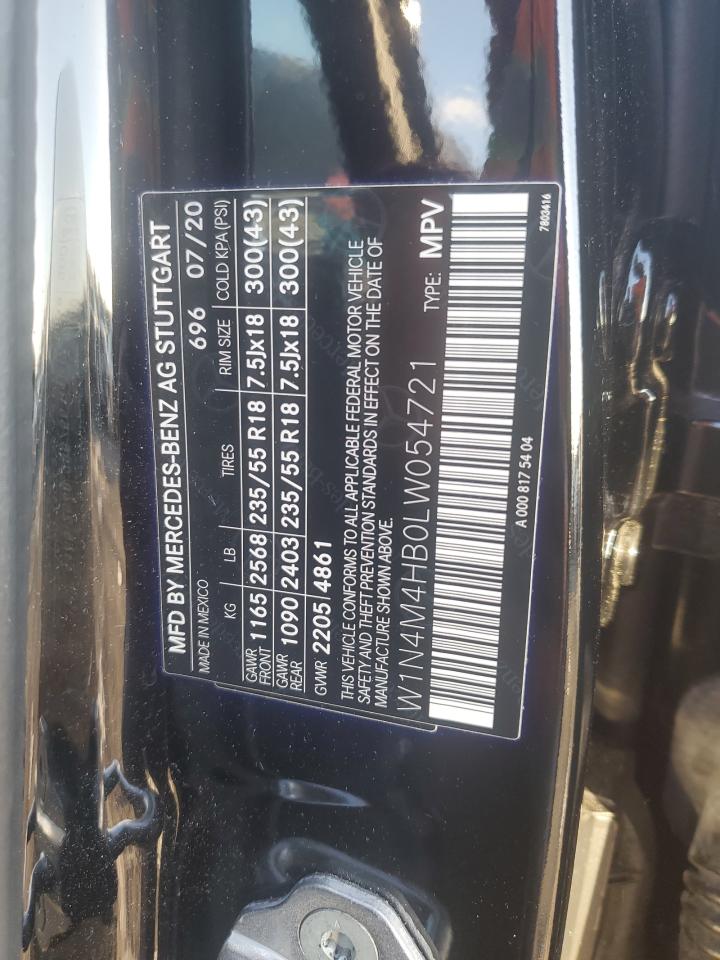 MFD BY MERCEDES-BENZ AG STUTTGART
MADE IN MEXICO 696 07/20
KG LB TIRES RIM SIZE COLD KPA (PSI)
GAWR FRONT 1165 2568 235/55 R18 7.5Jx18 300(43)
GAWR REAR 1090 2403 235/55 R18 7.5Jx18 300(43)
GVWR 2205 4861
THIS VEHICLE CONFORMS TO ALL APPLICABLE FEDERAL MOTOR VEHICLE
SAFETY AND THEFT PREVENTION STANDARDS IN EFFECT ON THE DATE OF
MANUFACTURE SHOWN ABOVE.
W1N4M4HB0LW054721 TYPE: MPV
A 000 817 54 04 7803416